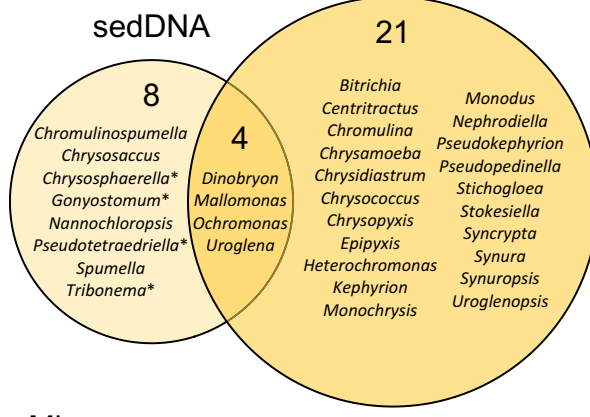 sedDNA
21
8
4
Chromulinospumella
Chrysosaccus
Chrysosphaerella*
Gonyostomum*
Nannochloropsis
Pseudotetraedriella*
Spumella
Tribonema*
Dinobryon
Mallomonas
Ochromonas
Uroglena
Bitrichia
Centritractus
Chromulina
Chrysamoeba
Chrysidiastrum
Chrysococcus
Chrysopyxis
Epipyxis
Heterochromonas
Kephyrion
Monochrysis
Monodus
Nephrodiella
Pseudokephyrion
Pseudopedinella
Stichogloea
Stokesiella
Syncrypta
Synura
Synuropsis
Uroglenopsis